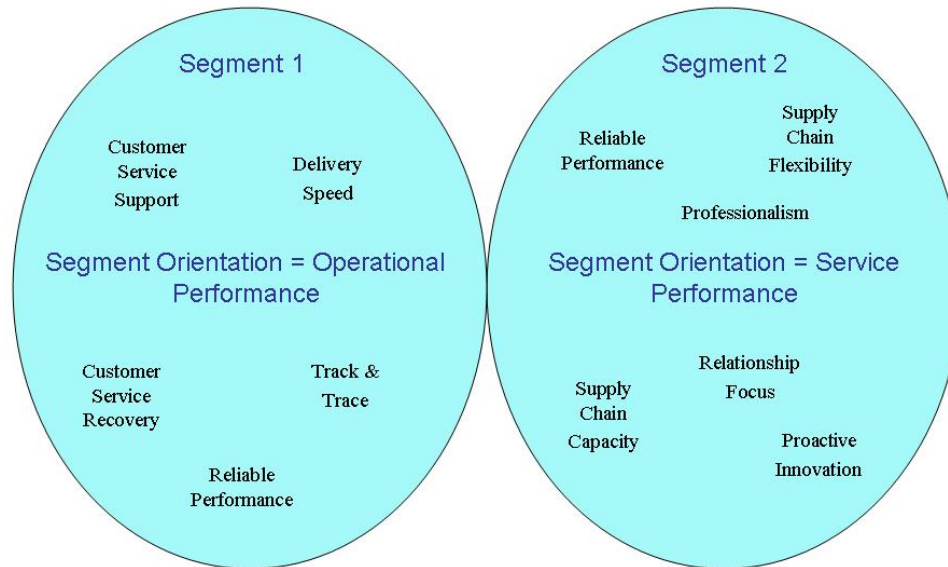 Segment 1
Customer
Service
Support
Delivery
Speed
Segment Orientation = Operational
Performance
Customer
Service
Recovery
Track &
Trace
Reliable
Performance
Segment 2
Reliable
Performance
Supply
Chain
Flexibility
Professionalism
Segment Orientation = Service
Performance
Relationship
Focus
Supply
Chain
Capacity
Proactive
Innovation